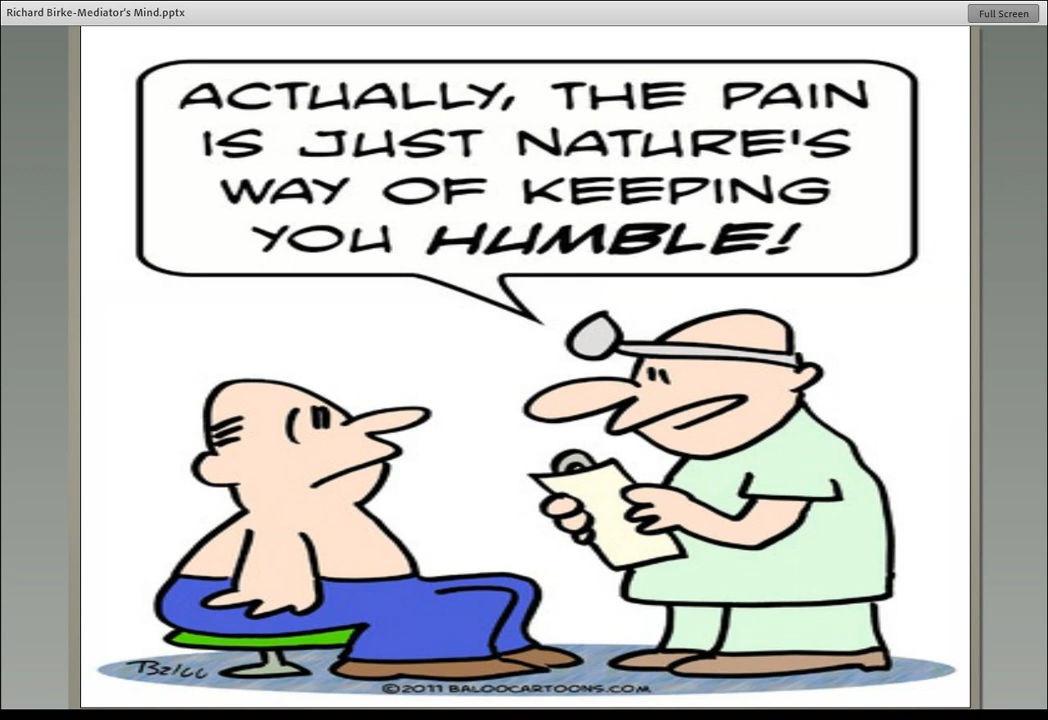 Richard Birke-Mediator's Mind.pptx
Full Screen
ACTUALLY, THE PAIN
IS JUST NATURE'S
WAY OF KEEPING
YOU HUMBLE!
©2011 BALOOCARTOONS.COM